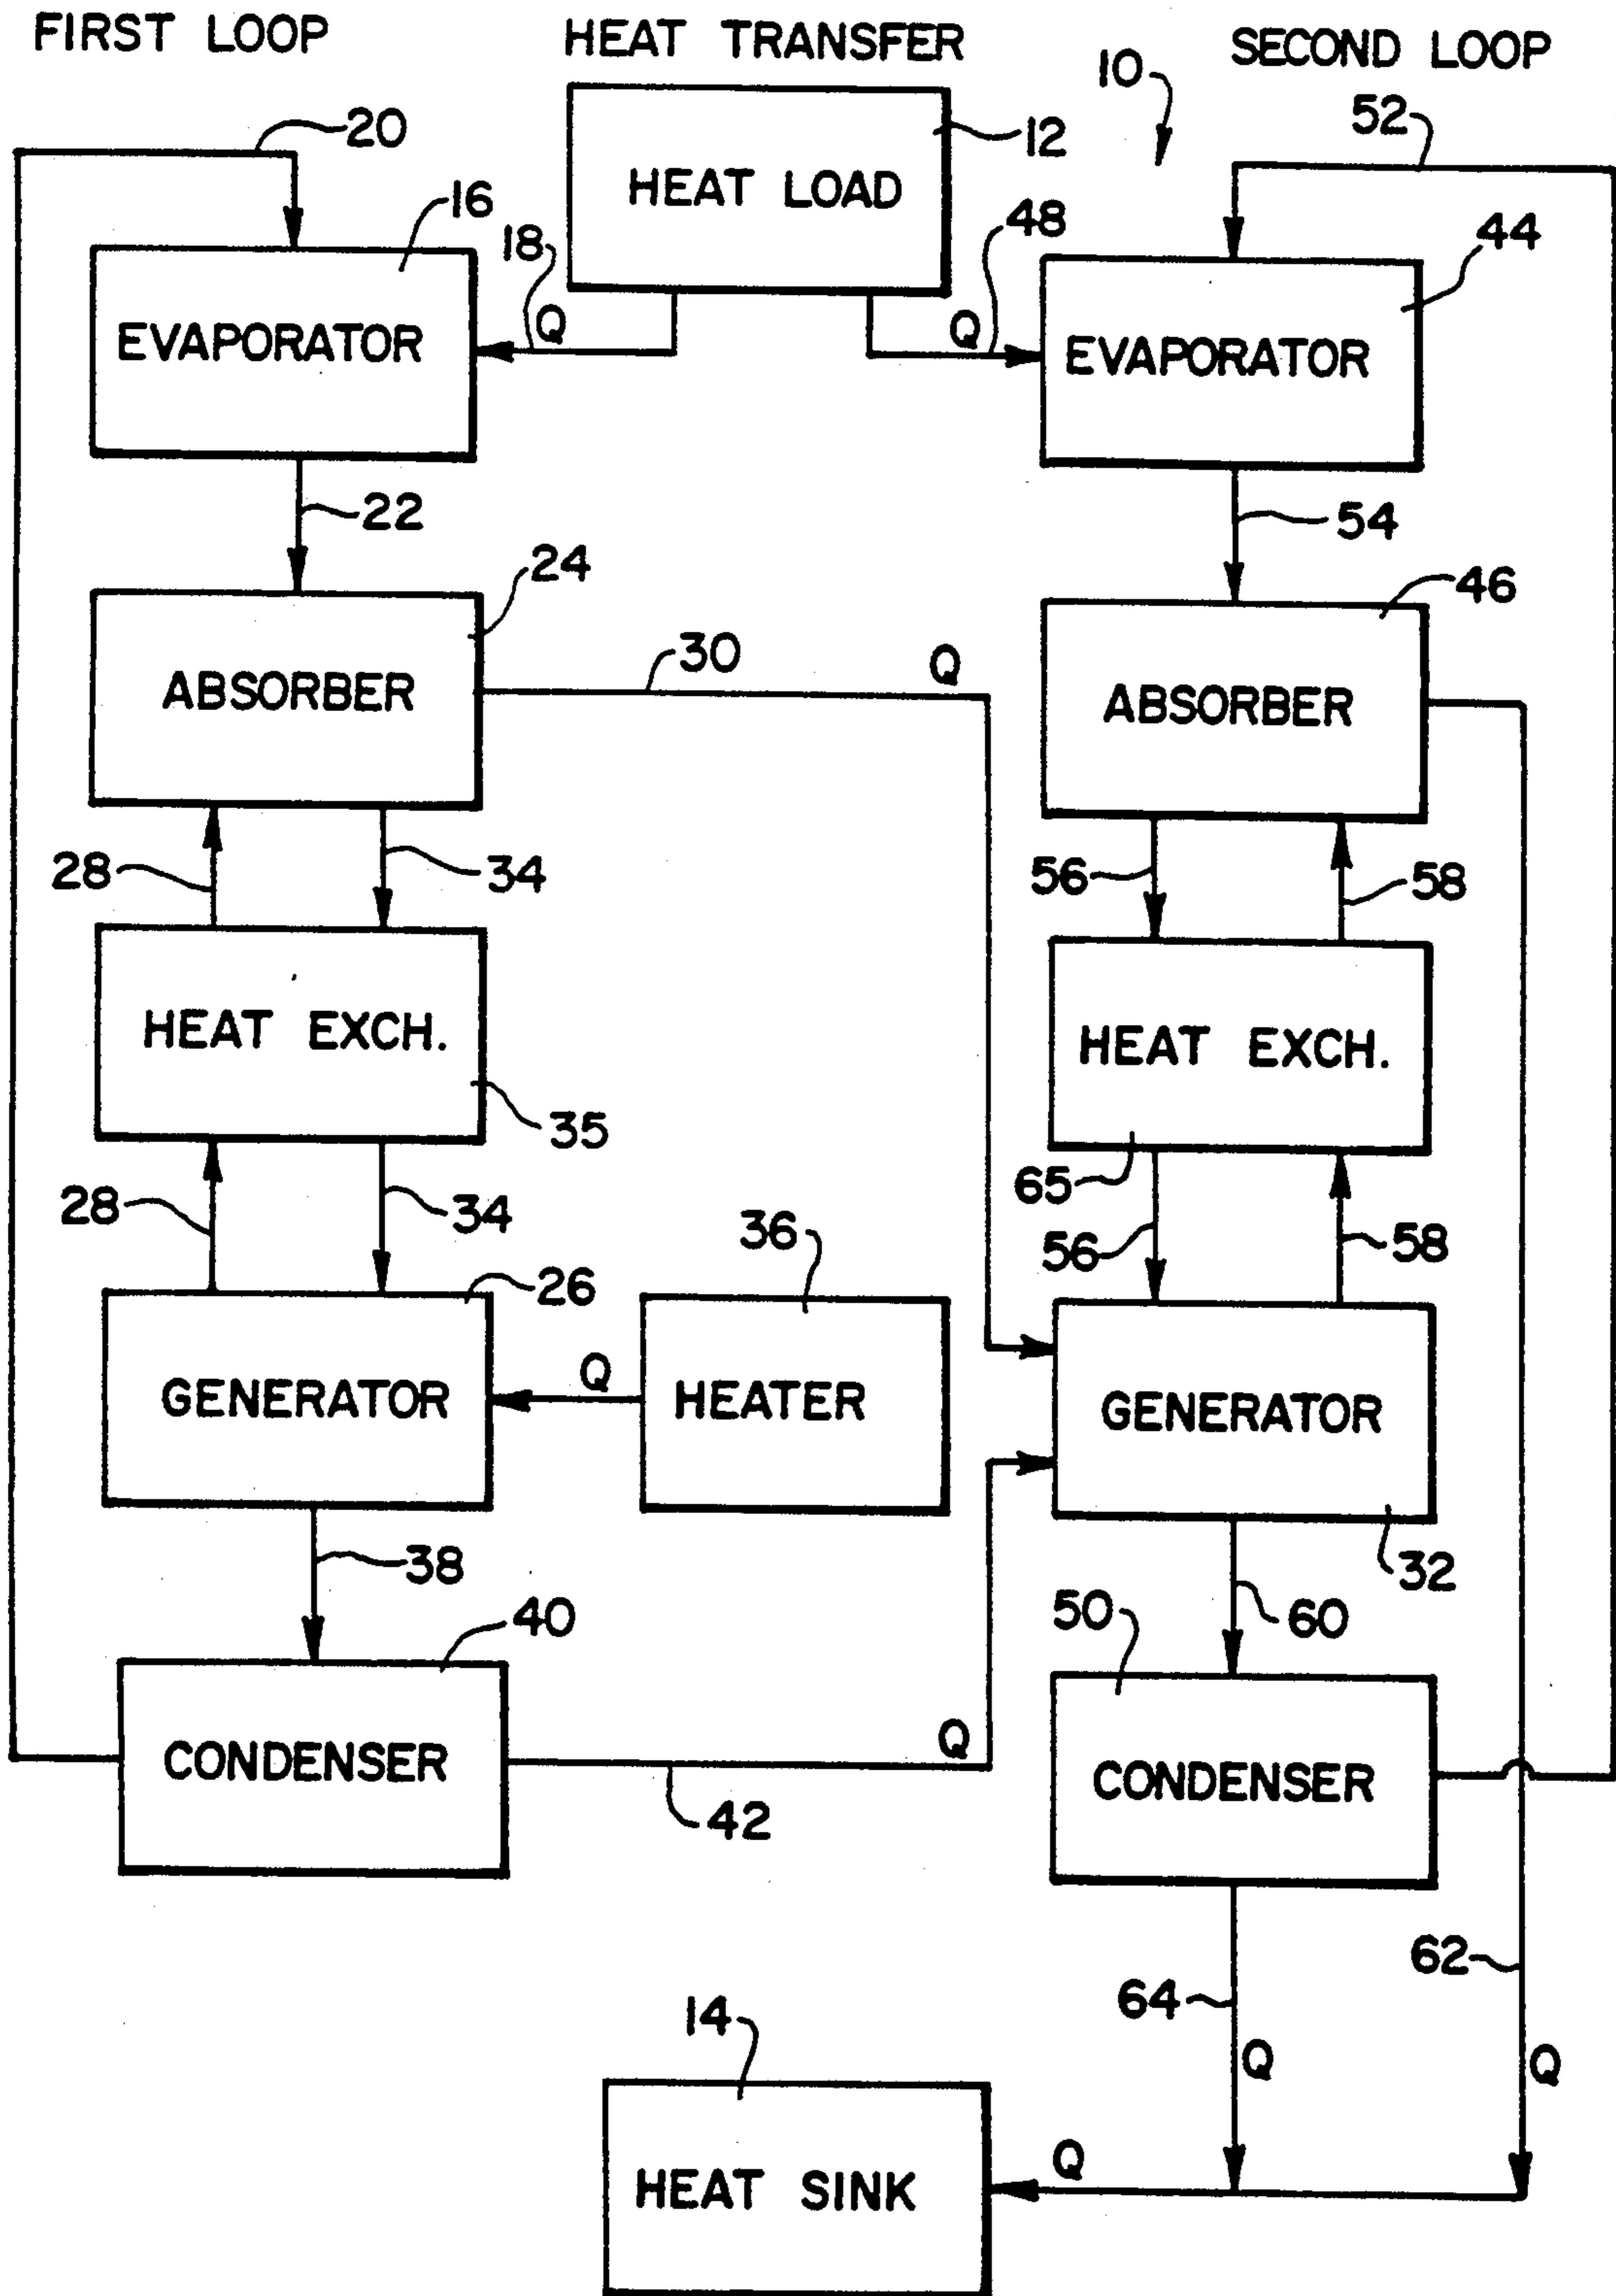 FIRST LOOP
HEAT TRANSFER
SECOND LOOP
10
52
20
12
HEAT LOAD
16
18
48
44
Q
Q
EVAPORATOR
EVAPORATOR
22
54
24
46
30
Q
ABSORBER
ABSORBER
28
34
56
58
HEAT EXCH.
HEAT EXCH.
35
65
28
34
36
56
58
26
Q
GENERATOR
HEATER
GENERATOR
38
32
40
50
60
CONDENSER
Q
CONDENSER
42
62
64
14
Q
Q
Q
HEAT SINK